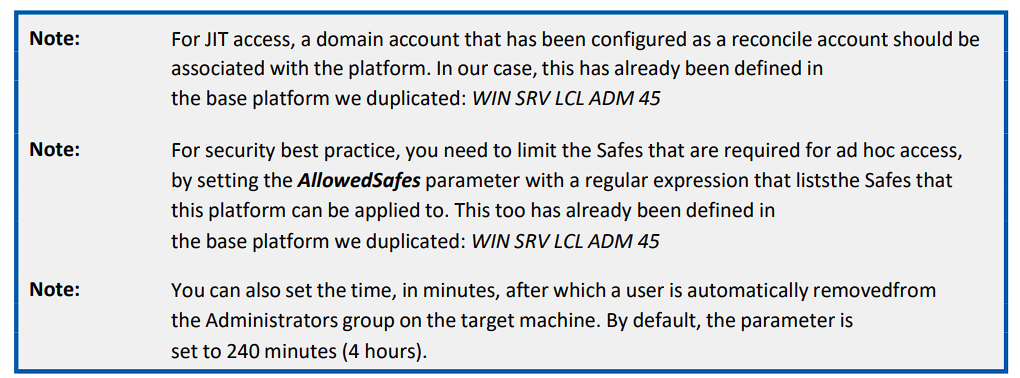 Note: For JIT access, a domain account that has been configured as a reconcile account should be
associated with the platform. In our case, this has already been defined in
the base platform we duplicated: WIN SRV LCL ADM 45
Note: For security best practice, you need to limit the Safes that are required for ad hoc access,
by setting the AllowedSafes parameter with a regular expression that liststhe Safes that
this platform can be applied to. This too has already been defined in
the base platform we duplicated: WIN SRV LCL ADM 45
Note: You can also set the time, in minutes, after which a user is automatically removedfrom
the Administrators group on the target machine. By default, the parameter is
set to 240 minutes (4 hours).